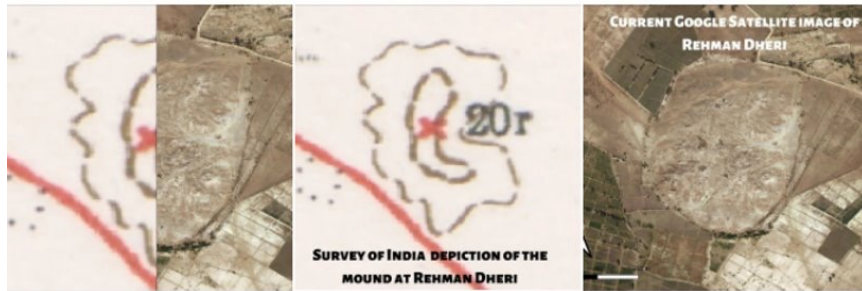 20r
SURVEY OF INDIA DEPICTION OF THE
MOUND AT REHMAN DHERI
CURRENT GOOGLE SATELLITE IMAGE OF
REHMAN DHERI